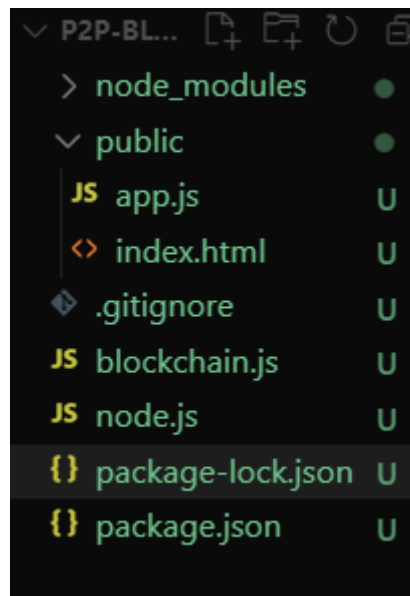 P2P-BL...
node_modules
public
JS app.js U
<> index.html U
.gitignore U
JS blockchain.js U
JS node.js U
{} package-lock.json U
{} package.json U